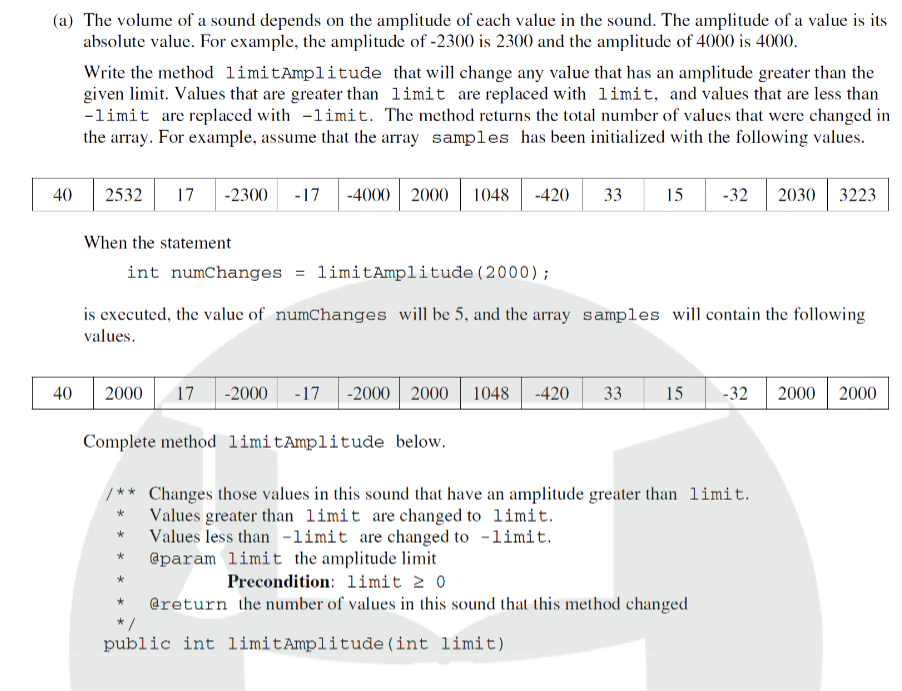 (a) The volume of a sound depends on the amplitude of each value in the sound. The amplitude of a value is its
absolute value. For example, the amplitude of -2300 is 2300 and the amplitude of 4000 is 4000.
Write the method limitAmplitude that will change any value that has an amplitude greater than the
given limit. Values that are greater than limit are replaced with limit, and values that are less than
-limit are replaced with -limit. The method returns the total number of values that were changed in
the array. For example, assume that the array samples has been initialized with the following values.
40 2532 17 -2300 -17 -4000 2000 1048 -420 33 15 -32 2030 3223
When the statement
int numChanges = limitAmplitude(2000);
is executed, the value of numChanges will be 5, and the array samples will contain the following
values.
40 2000 17 -2000 -17 -2000 2000 1048 -420 33 15 -32 2000 2000
Complete method limitAmplitude below.
/** Changes those values in this sound that have an amplitude greater than limit.
* Values greater than limit are changed to limit.
* Values less than -limit are changed to -limit.
* @param limit the amplitude limit
* Precondition: limit ≥ 0
* @return the number of values in this sound that this method changed
*/
public int limitAmplitude(int limit)